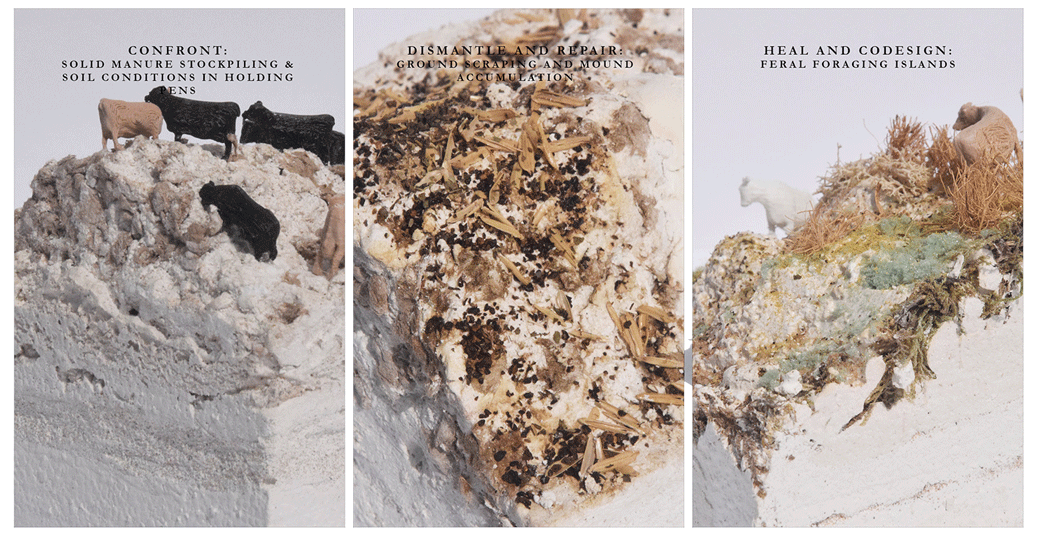 CONFRONT:
SOLID MANURE STOCKPILING &
SOIL CONDITIONS IN HOLDING
PENS
DISMANTLE AND REPAIR:
GROUND SCRAPING AND MOUND
ACCUMULATION
HEAL AND CODESIGN:
FERAL FORAGING ISLANDS